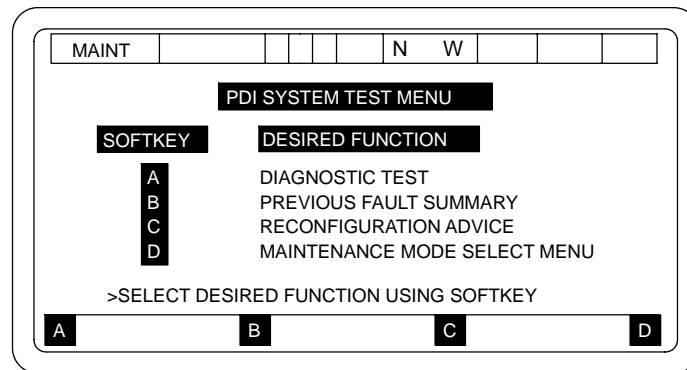 MAINT N W
PDI SYSTEM TEST MENU
SOFTKEY DESIRED FUNCTION
A DIAGNOSTIC TEST
B PREVIOUS FAULT SUMMARY
C RECONFIGURATION ADVICE
D MAINTENANCE MODE SELECT MENU
>SELECT DESIRED FUNCTION USING SOFTKEY
A B C D